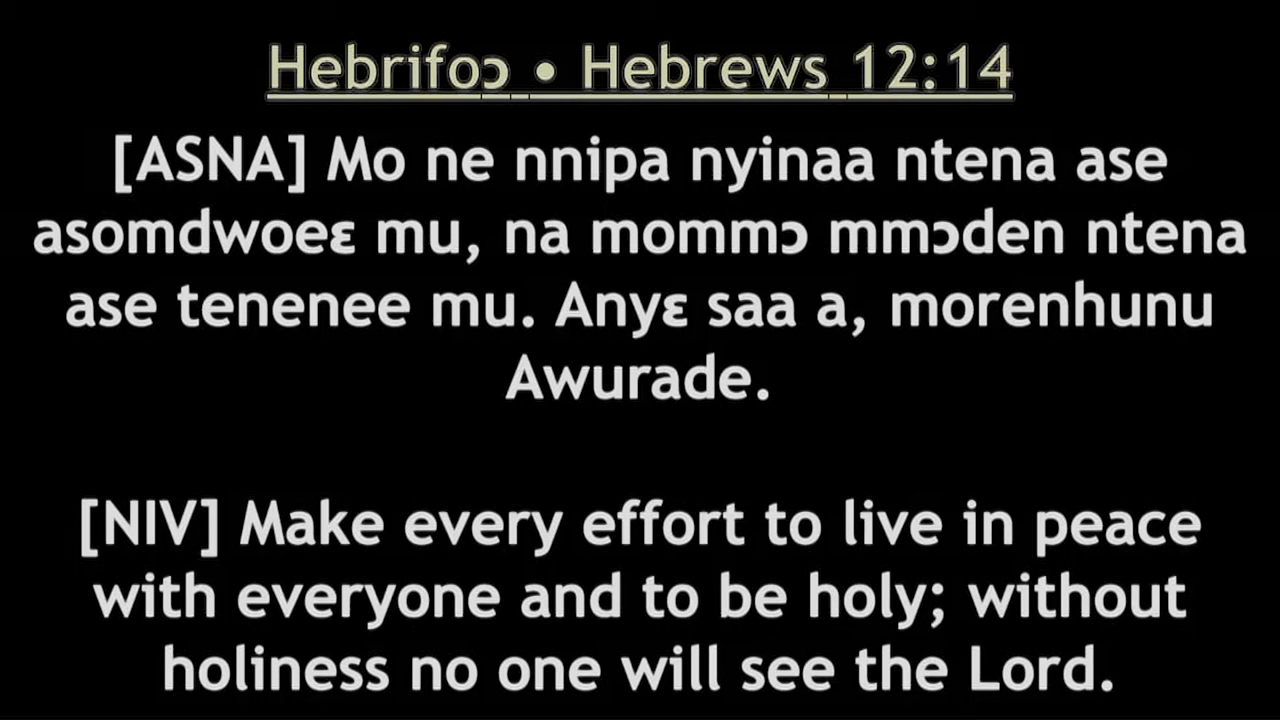 Hebrifoɔ • Hebrews 12:14
[ASNA] Mo ne nnipa nyinaa ntena ase
asomdwoeɛ mu, na mommɔ mmɔden ntena
ase tenenee mu. Anyɛ saa a, morenhunu
Awurade.
[NIV] Make every effort to live in peace
with everyone and to be holy; without
holiness no one will see the Lord.